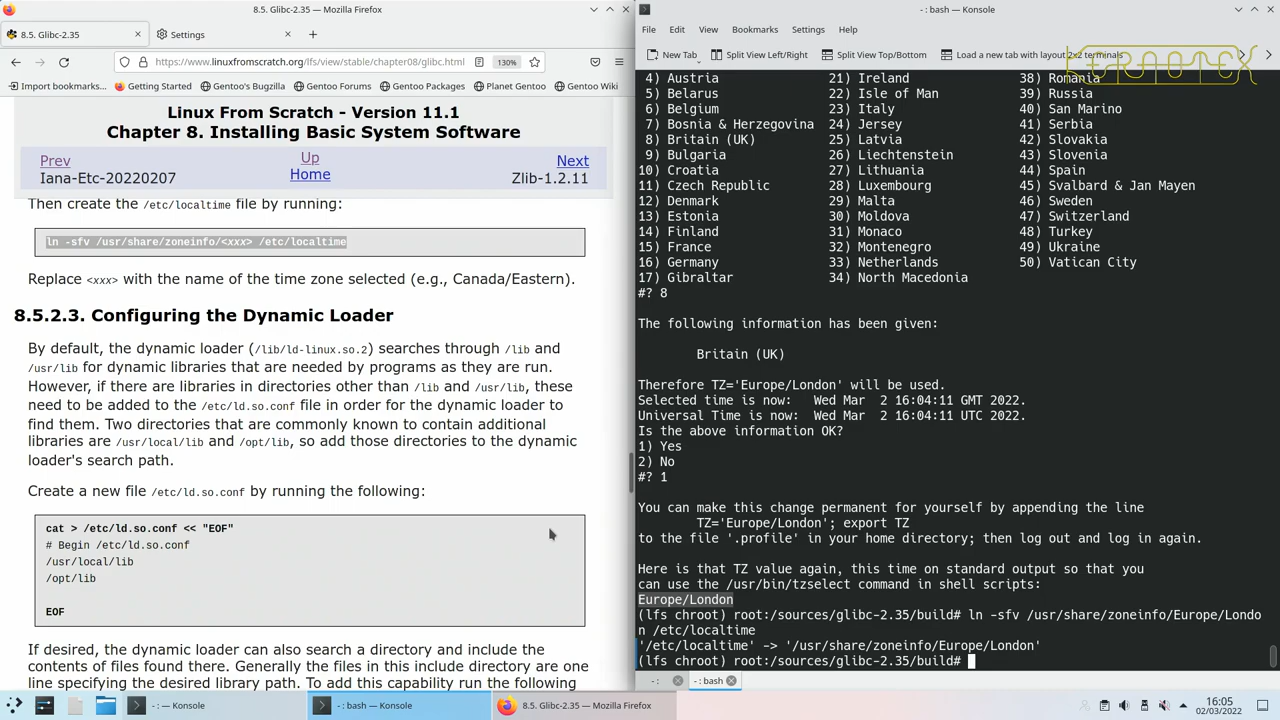 8.5. Glibc-2.35 — Mozilla Firefox
8.5. Glibc-2.35
Settings
https://www.linuxfromscratch.org/lfs/view/stable/chapter08/glibc.html
130%
Import bookmarks...
Getting Started
Gentoo's Bugzilla
Gentoo Forums
Gentoo Packages
Planet Gentoo
Gentoo Wiki
Linux From Scratch - Version 11.1
Chapter 8. Installing Basic System Software
Prev
Up
Next
Iana-Etc-20220207
Home
Zlib-1.2.11
Then create the /etc/localtime file by running:
ln -sfv /usr/share/zoneinfo/<xxx> /etc/localtime
Replace <xxx> with the name of the time zone selected (e.g., Canada/Eastern).
8.5.2.3. Configuring the Dynamic Loader
By default, the dynamic loader (/lib/ld-linux.so.2) searches through /lib and
/usr/lib for dynamic libraries that are needed by programs as they are run.
However, if there are libraries in directories other than /lib and /usr/lib, these
need to be added to the /etc/ld.so.conf file in order for the dynamic loader to
find them. Two directories that are commonly known to contain additional
libraries are /usr/local/lib and /opt/lib, so add those directories to the dynamic
loader's search path.
Create a new file /etc/ld.so.conf by running the following:
cat > /etc/ld.so.conf << "EOF"
# Begin /etc/ld.so.conf
/usr/local/lib
/opt/lib
EOF
If desired, the dynamic loader can also search a directory and include the
contents of files found there. Generally the files in this include directory are one
line specifying the desired library path. To add this capability run the following
- : bash — Konsole
File Edit View Bookmarks Settings Help
New Tab
Split View Left/Right
Split View Top/Bottom
Load a new tab with layout 2×2 terminals
KERNOTEX
4) Austria 21) Ireland 38) Romania
5) Belarus 22) Isle of Man 39) Russia
6) Belgium 23) Italy 40) San Marino
7) Bosnia & Herzegovina 24) Jersey 41) Serbia
8) Britain (UK) 25) Latvia 42) Slovakia
9) Bulgaria 26) Liechtenstein 43) Slovenia
10) Croatia 27) Lithuania 44) Spain
11) Czech Republic 28) Luxembourg 45) Svalbard & Jan Mayen
12) Denmark 29) Malta 46) Sweden
13) Estonia 30) Moldova 47) Switzerland
14) Finland 31) Monaco 48) Turkey
15) France 32) Montenegro 49) Ukraine
16) Germany 33) Netherlands 50) Vatican City
17) Gibraltar 34) North Macedonia
#? 8
The following information has been given:
Britain (UK)
Therefore TZ='Europe/London' will be used.
Selected time is now: Wed Mar 2 16:04:11 GMT 2022.
Universal Time is now: Wed Mar 2 16:04:11 UTC 2022.
Is the above information OK?
1) Yes
2) No
#? 1
You can make this change permanent for yourself by appending the line
TZ='Europe/London'; export TZ
to the file '.profile' in your home directory; then log out and log in again.
Here is that TZ value again, this time on standard output so that you
can use the /usr/bin/tzselect command in shell scripts:
Europe/London
(lfs chroot) root:/sources/glibc-2.35/build# ln -sfv /usr/share/zoneinfo/Europe/Londo
n /etc/localtime
'/etc/localtime' -> '/usr/share/zoneinfo/Europe/London'
(lfs chroot) root:/sources/glibc-2.35/build#
- :
- : bash
- : — Konsole
- : bash — Konsole
8.5. Glibc-2.35 — Mozilla Firefox
16:05
02/03/2022